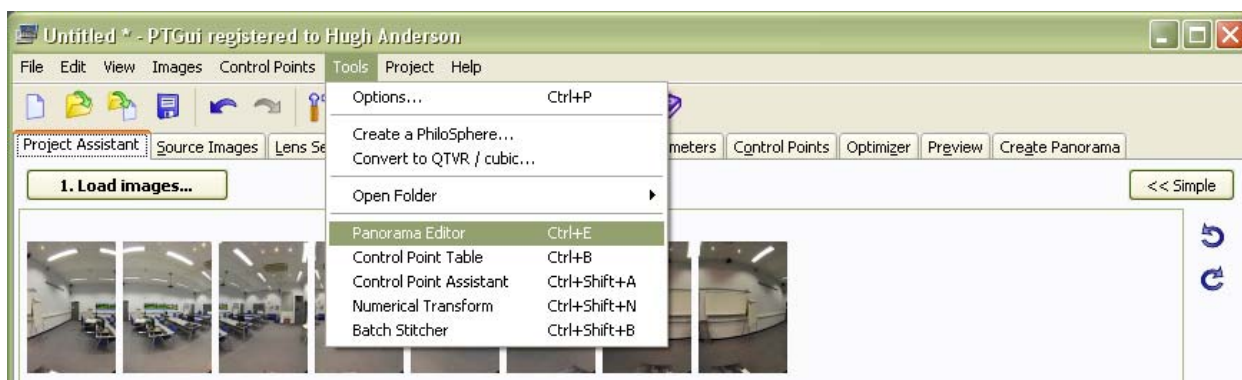 Untitled * - PTGui registered to Hugh Anderson
File Edit View Images Control Points Tools Project Help
Options... Ctrl+P
Create a PhiloSphere...
Convert to QTVR / cubic...
Open Folder
Panorama Editor Ctrl+E
Control Point Table Ctrl+B
Control Point Assistant Ctrl+Shift+A
Numerical Transform Ctrl+Shift+N
Batch Stitcher Ctrl+Shift+B
Project Assistant Source Images Lens Se meters Control Points Optimizer Preview Create Panorama
1. Load images... << Simple